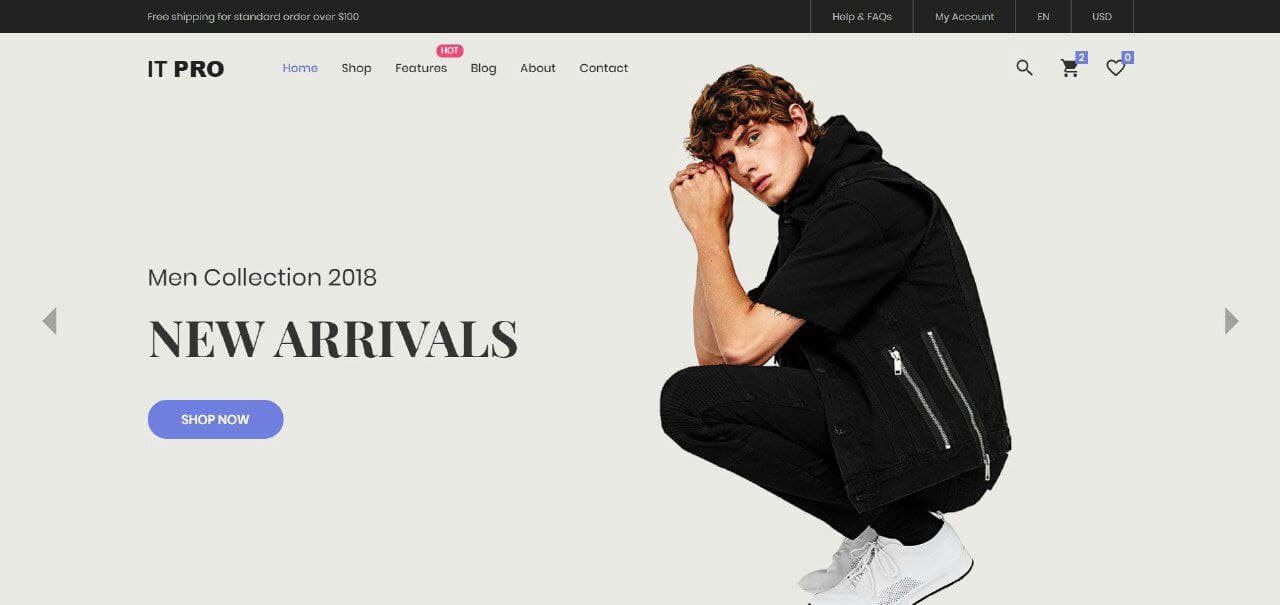 Free shipping for standard order over $100
Help & FAQs
My Account
EN
USD
IT PRO
Home
Shop
Features
HOT
Blog
About
Contact
2
0
Men Collection 2018
NEW ARRIVALS
SHOP NOW